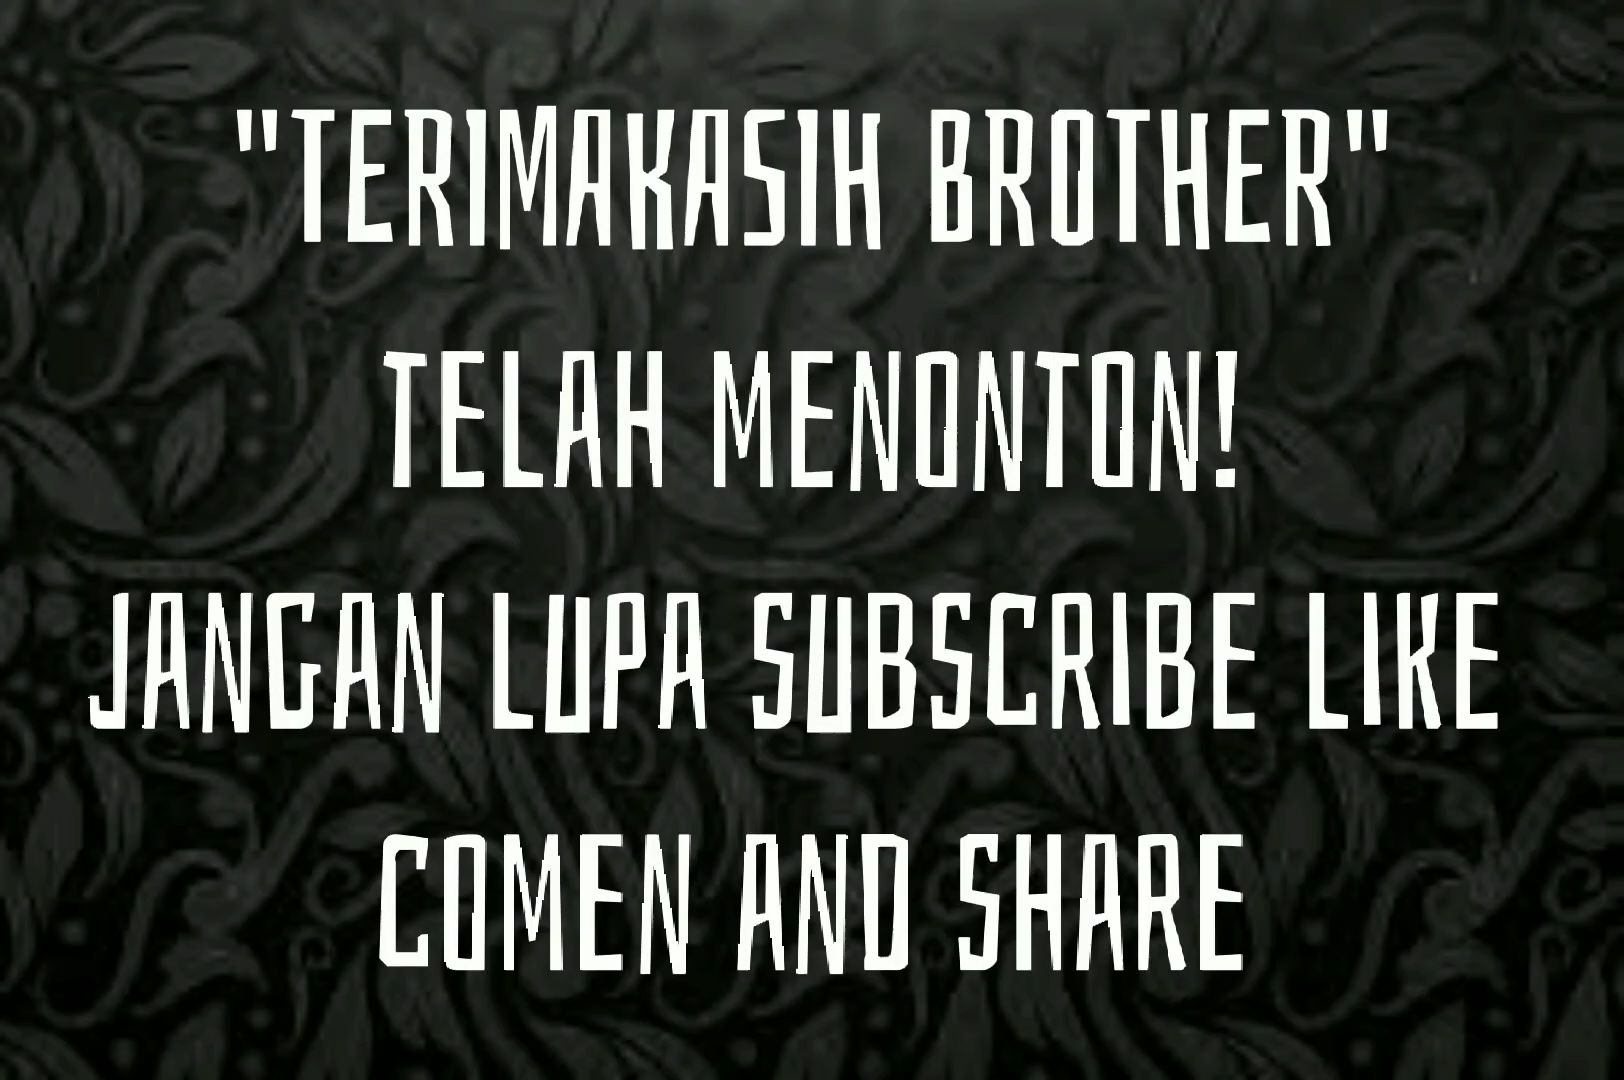 "TERIMAKASIH BROTHER"
TELAH MENONTON!
JANGAN LUPA SUBSCRIBE LIKE
COMEN AND SHARE